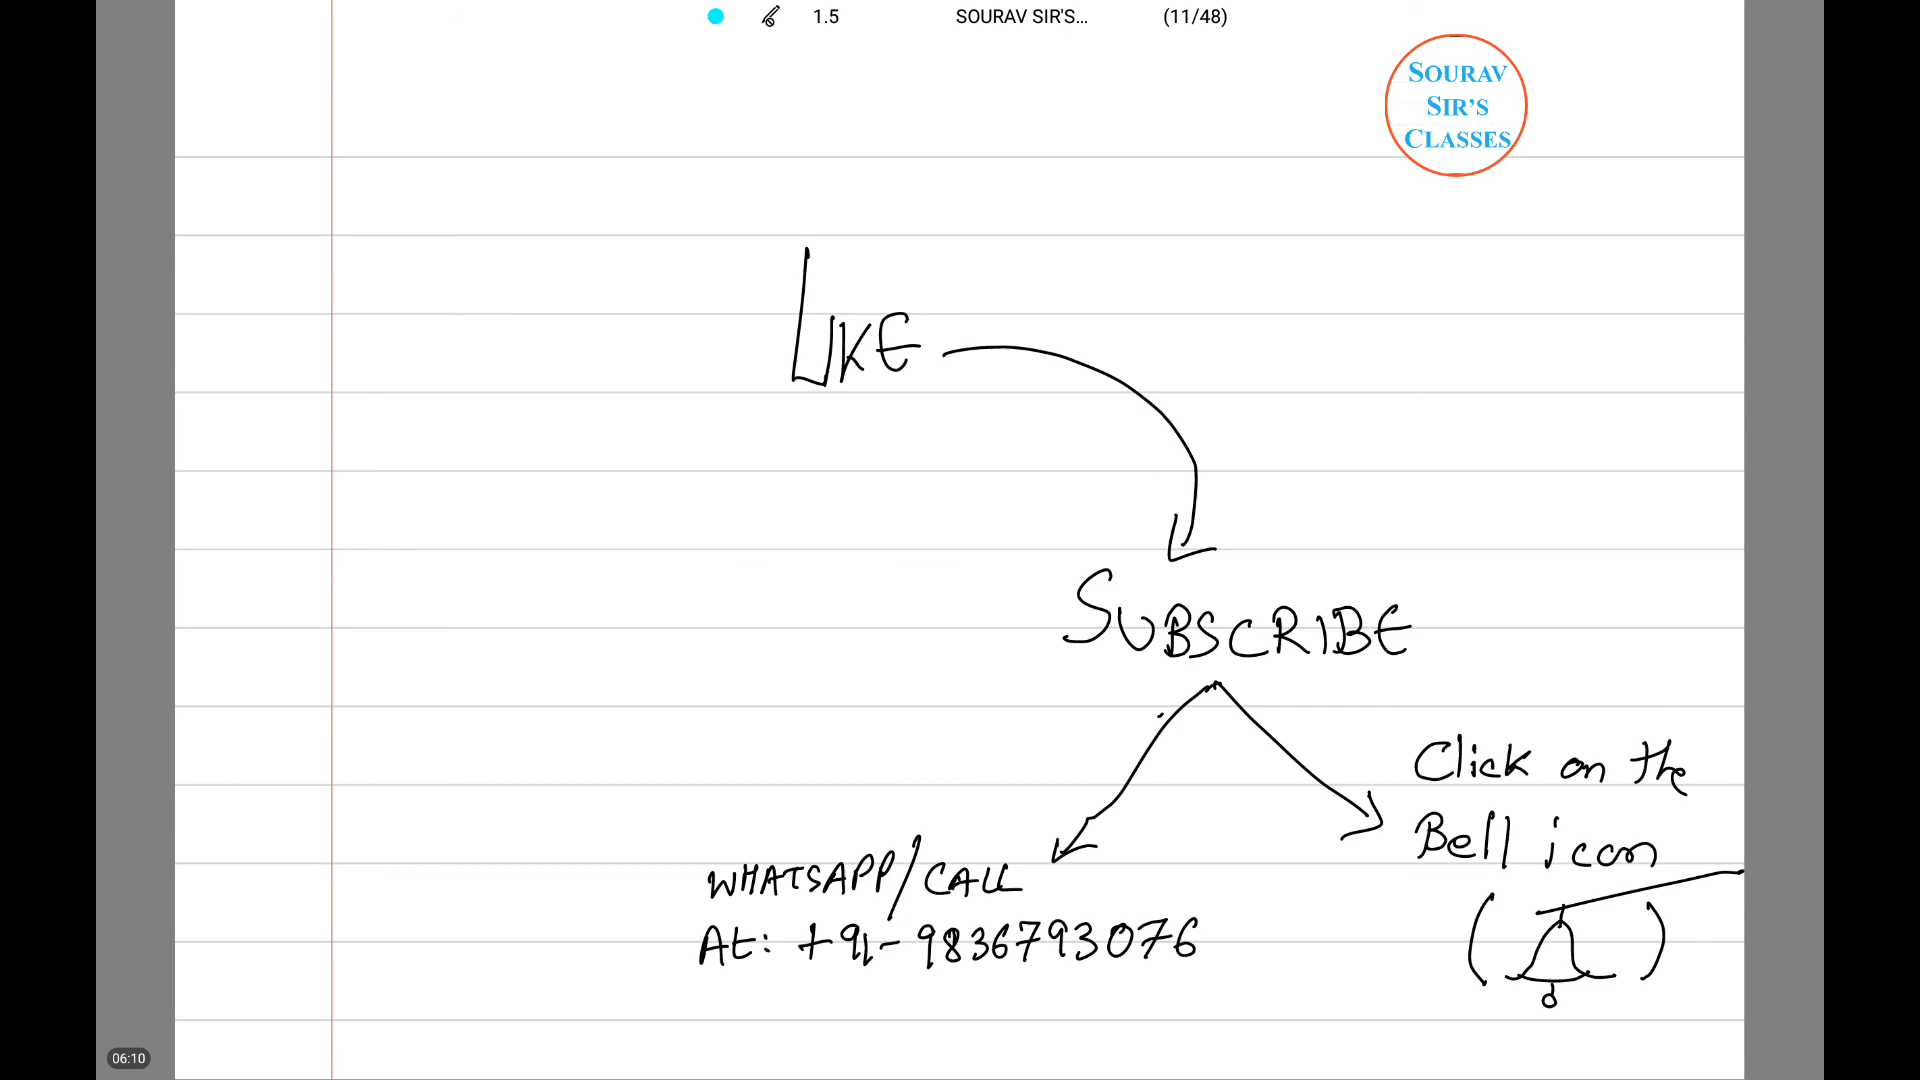 1.5 SOURAV SIR'S... (11/48)
SOURAV
SIR'S
CLASSES
LIKE
SUBSCRIBE
Click on the
Bell icon
WHATSAPP/CALL
At: +91-9836793076
06:10